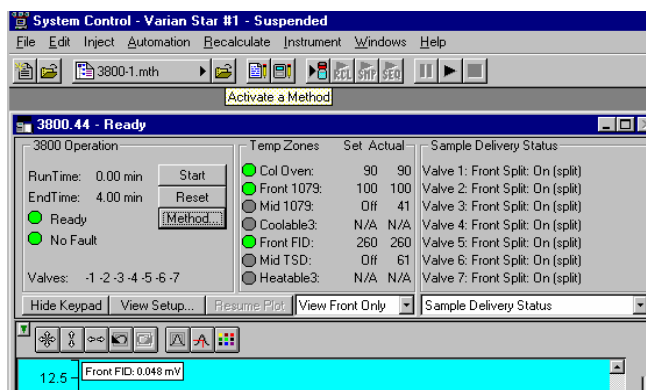 System Control - Varian Star #1 - Suspended
File Edit Inject Automation Recalculate Instrument Windows Help
3800-1.mth RCL SMP SEQ
Activate a Method
3800.44 - Ready
3800 Operation
RunTime: 0.00 min Start
EndTime: 4.00 min Reset
Ready Method...
No Fault
Valves: -1 -2 -3 -4 -5 -6 -7
Temp Zones Set Actual
Col Oven: 90 90
Front 1079: 100 100
Mid 1079: Off 41
Coolable3: N/A N/A
Front FID: 260 260
Mid TSD: Off 61
Heatable3: N/A N/A
Sample Delivery Status
Valve 1: Front Split: On (split)
Valve 2: Front Split: On (split)
Valve 3: Front Split: On (split)
Valve 4: Front Split: On (split)
Valve 5: Front Split: On (split)
Valve 6: Front Split: On (split)
Valve 7: Front Split: On (split)
Hide Keypad View Setup... Resume Plot View Front Only Sample Delivery Status
12.5 Front FID: 0.048 mV